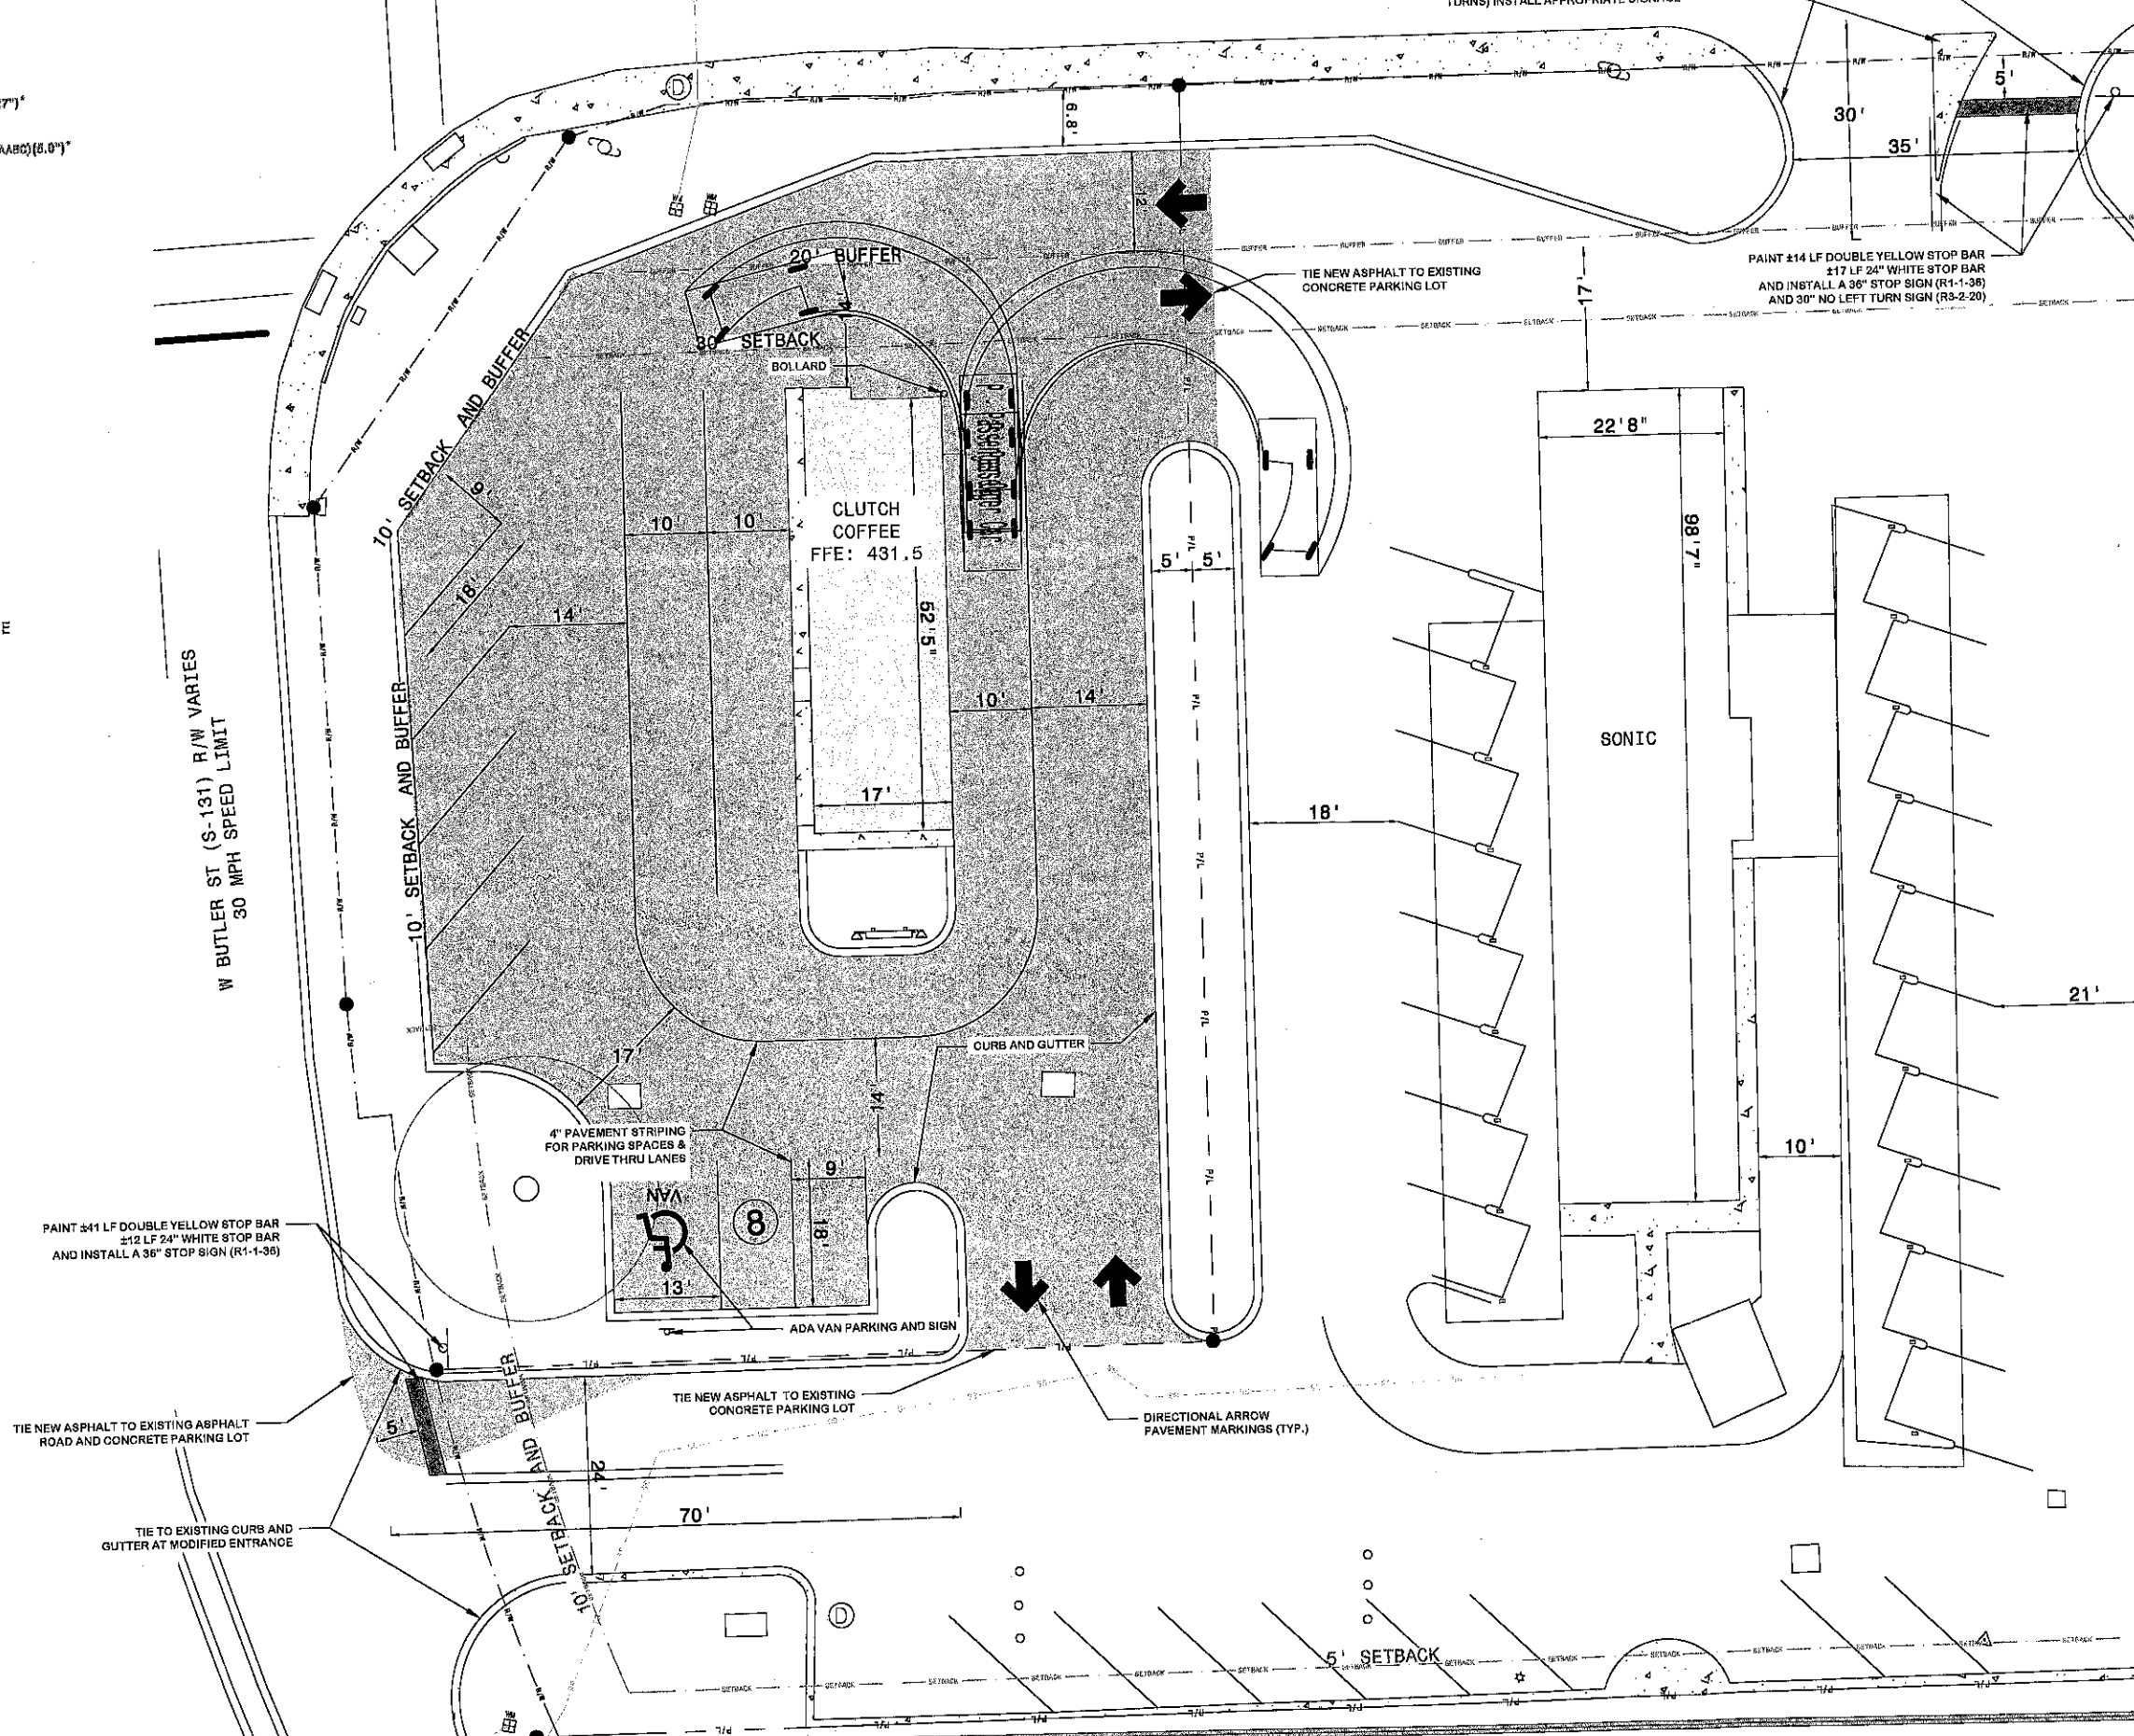 7")*
AABC)(6.0")*
D
6.8'
5'
30'
35'
12'
20' BUFFER
14'
30' SETBACK
BOLLARD
TIE NEW ASPHALT TO EXISTING
CONCRETE PARKING LOT
17'
PAINT ±14 LF DOUBLE YELLOW STOP BAR
±17 LF 24" WHITE STOP BAR
AND INSTALL A 36" STOP SIGN (R1-1-36)
AND 30" NO LEFT TURN SIGN (R3-2-20)
10' SETBACK AND BUFFER
9'
18'
14'
10'
10'
CLUTCH
COFFEE
FFE: 431.5
52'5"
17'
10'
14'
5'
5'
P/L
22'8"
98'7"
SONIC
18'
21'
10'
W BUTLER ST (S-131) R/W VARIES
30 MPH SPEED LIMIT
10' SETBACK AND BUFFER
17'
CURB AND GUTTER
14'
4" PAVEMENT STRIPING
FOR PARKING SPACES &
DRIVE THRU LANES
VAN
8
9'
18'
13'
PAINT ±41 LF DOUBLE YELLOW STOP BAR
±12 LF 24" WHITE STOP BAR
AND INSTALL A 36" STOP SIGN (R1-1-36)
ADA VAN PARKING AND SIGN
TIE NEW ASPHALT TO EXISTING
CONCRETE PARKING LOT
DIRECTIONAL ARROW
PAVEMENT MARKINGS (TYP.)
TIE NEW ASPHALT TO EXISTING ASPHALT
ROAD AND CONCRETE PARKING LOT
5'
24'
10' SETBACK AND BUFFER
70'
TIE TO EXISTING CURB AND
GUTTER AT MODIFIED ENTRANCE
D
5' SETBACK